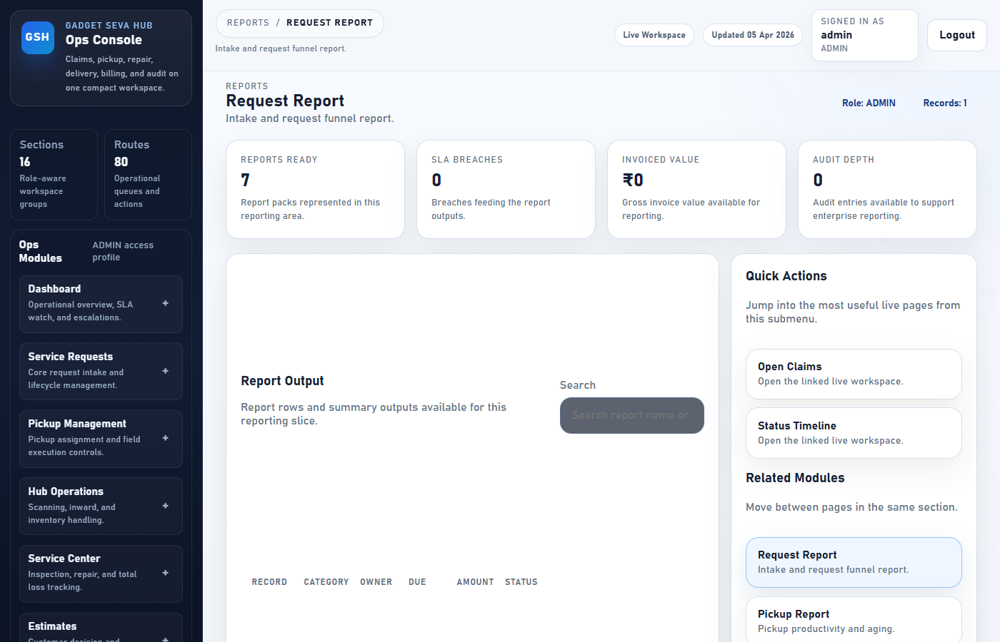 GSH
GADGET SEVA HUB
Ops Console
Claims, pickup, repair,
delivery, billing, and audit on
one compact workspace.
Sections
16
Role-aware
workspace
groups
Routes
80
Operational
queues and
actions
Ops
Modules
ADMIN access
profile
Dashboard
Operational overview, SLA
watch, and escalations.
+
Service Requests
Core request intake and
lifecycle management.
+
Pickup Management
Pickup assignment and field
execution controls.
+
Hub Operations
Scanning, inward, and
inventory handling.
+
Service Center
Inspection, repair, and total
loss tracking.
+
Estimates
Customer decision and
+
REPORTS / REQUEST REPORT
Intake and request funnel report.
Live Workspace
Updated 05 Apr 2026
SIGNED IN AS
admin
ADMIN
Logout
REPORTS
Request Report
Intake and request funnel report.
Role: ADMIN
Records: 1
REPORTS READY
7
Report packs represented in this
reporting area.
SLA BREACHES
0
Breaches feeding the report
outputs.
INVOICED VALUE
₹0
Gross invoice value available for
reporting.
AUDIT DEPTH
0
Audit entries available to support
enterprise reporting.
Report Output
Report rows and summary outputs available for this
reporting slice.
Search
Search report name or
RECORD CATEGORY OWNER DUE AMOUNT STATUS
Quick Actions
Jump into the most useful live pages from
this submenu.
Open Claims
Open the linked live workspace.
Status Timeline
Open the linked live workspace.
Related Modules
Move between pages in the same section.
Request Report
Intake and request funnel report.
Pickup Report
Pickup productivity and aging.